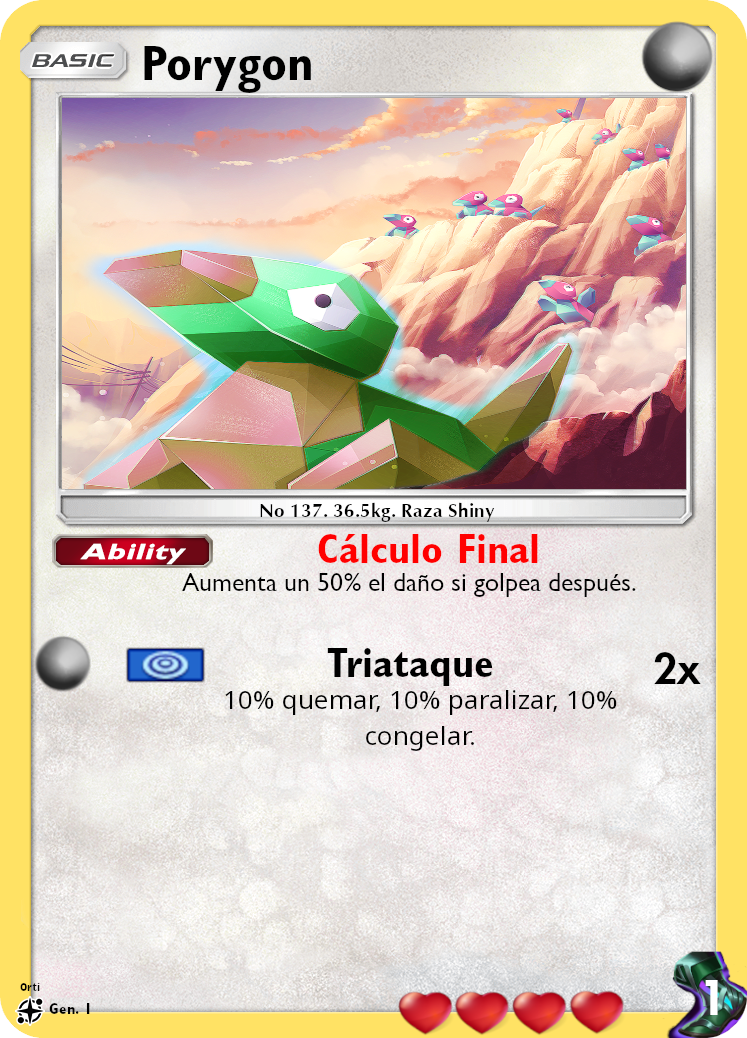 BASIC Porygon
No 137. 36.5kg. Raza Shiny
Ability Cálculo Final
Aumenta un 50% el daño si golpea después.
Triataque 2x
10% quemar, 10% paralizar, 10%
congelar.
Orti
Gen. I
1